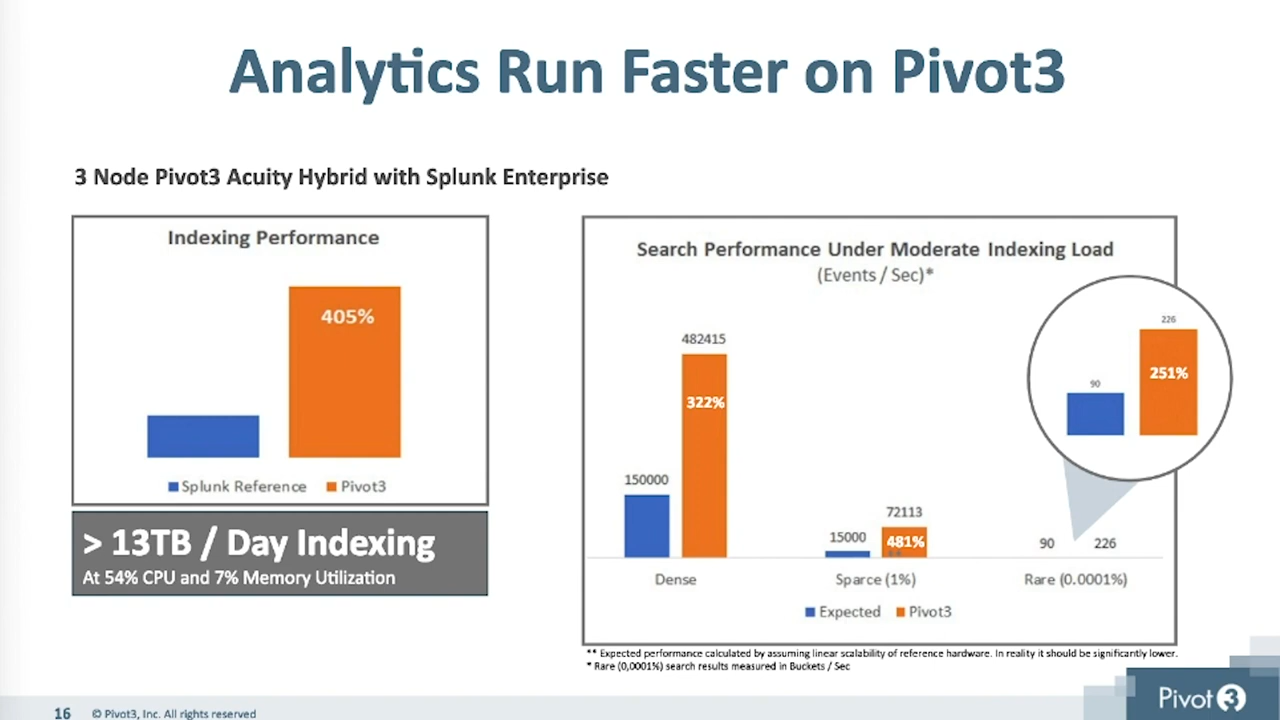 Analytics Run Faster on Pivot3
3 Node Pivot3 Acuity Hybrid with Splunk Enterprise
Indexing Performance
405%
Splunk Reference
Pivot3
> 13TB / Day Indexing
At 54% CPU and 7% Memory Utilization
Search Performance Under Moderate Indexing Load
(Events / Sec)*
482415
322%
150000
72113
15000
481%
**
90
226
226
90
251%
Dense
Sparce (1%)
Rare (0.0001%)
Expected
Pivot3
** Expected performance calculated by assuming linear scalability of reference hardware. In reality it should be significantly lower.
* Rare (0,0001%) search results measured in Buckets / Sec
16 © Pivot3, Inc. All rights reserved
Pivot 3